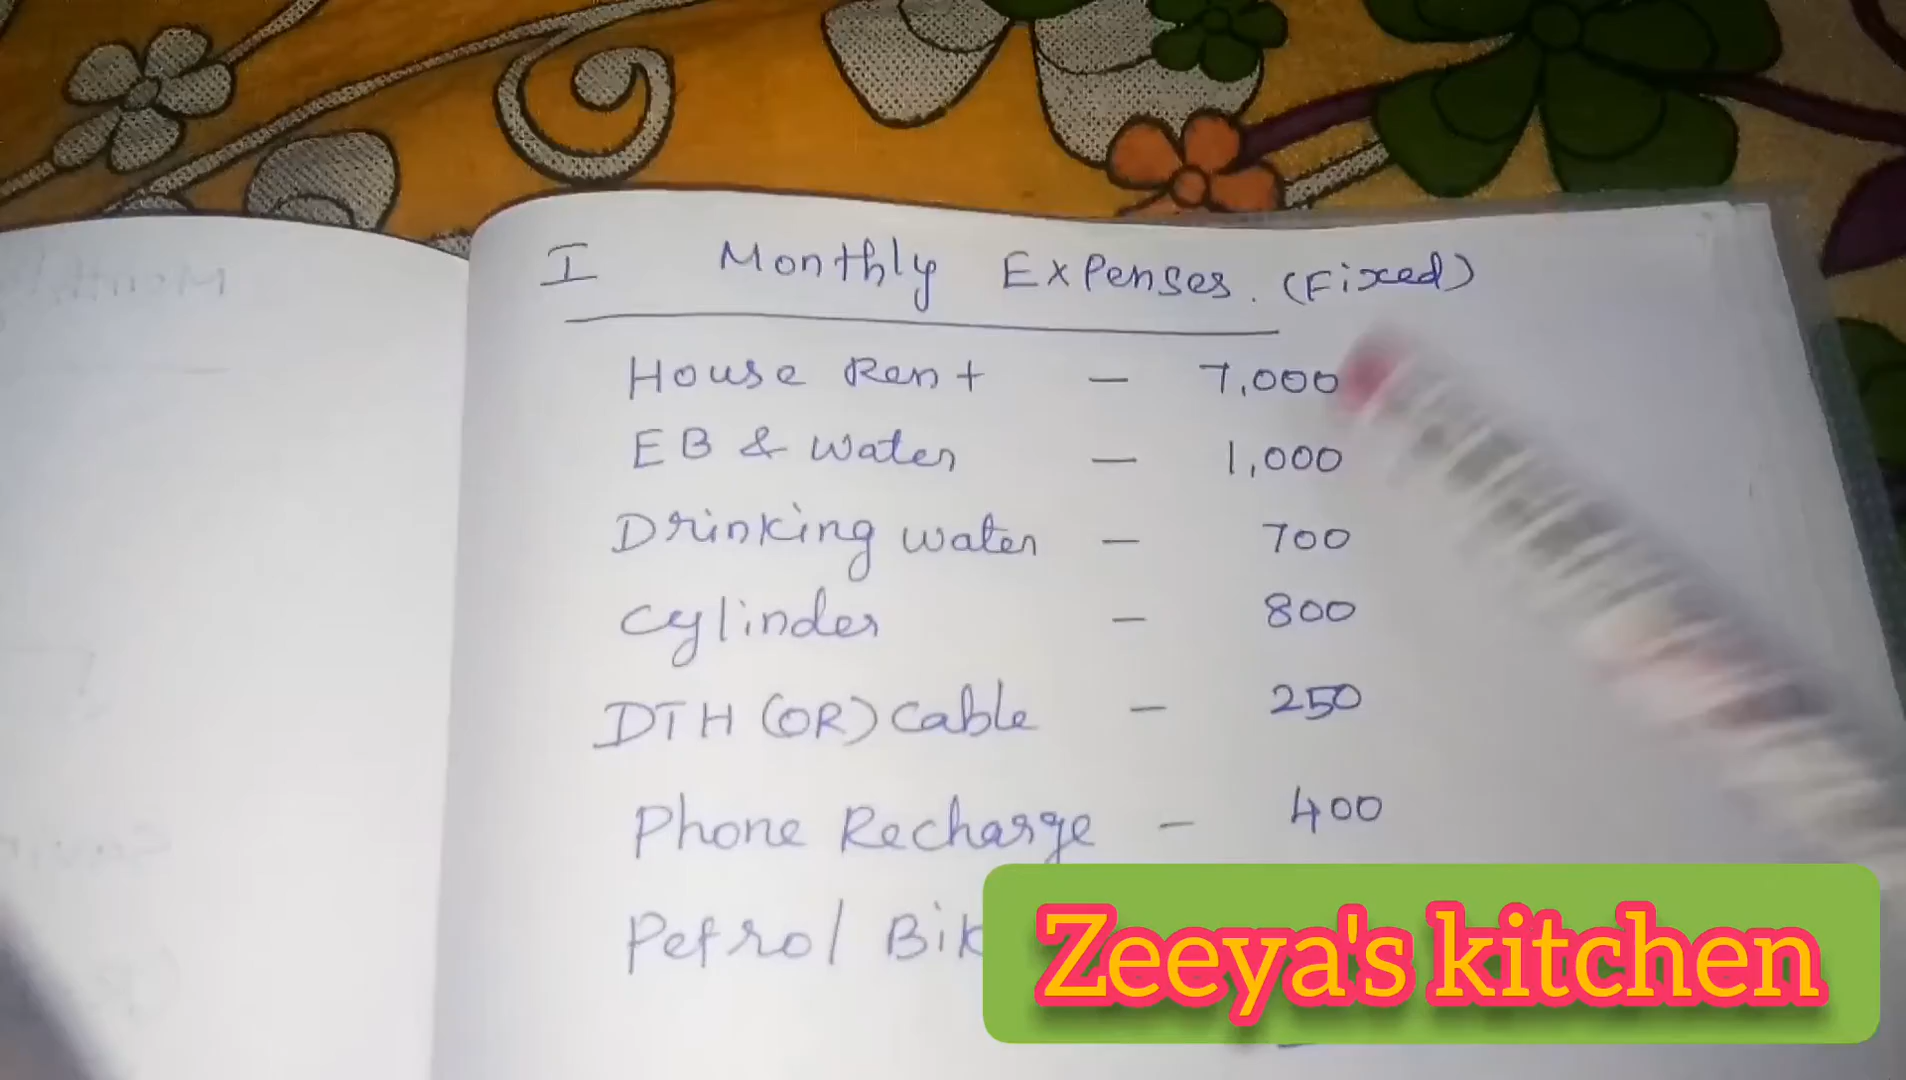 I Monthly Expenses. (Fixed)
House Rent - 7,000
EB & Water - 1,000
Drinking water - 700
Cylinder - 800
DTH (OR) Cable - 250
Phone Recharge - 400
Petrol
Zeeya's kitchen